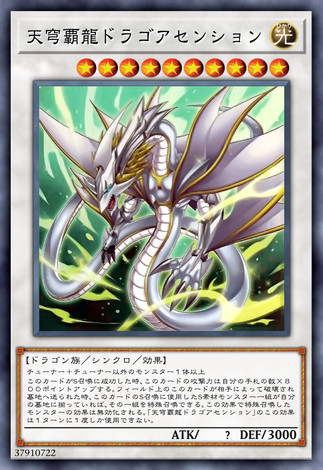 天穹覇龍ドラゴアセンション
光
【ドラゴン族／シンクロ／効果】
チューナー＋チューナー以外のモンスター１体以上
このカードがS召喚に成功した時、このカードの攻撃力は自分の手札の数×８
００ポイントアップする。フィールド上のこのカードが相手によって破壊され
墓地へ送られた時、このカードのS召喚に使用したS素材モンスター一組が自分
の墓地に揃っていれば、その一組を特殊召喚できる。この効果で特殊召喚した
モンスターの効果は無効化される。「天穹覇龍ドラゴアセンション」のこの効果
は１ターンに１度しか使用できない。
ATK/ ? DEF/3000
37910722